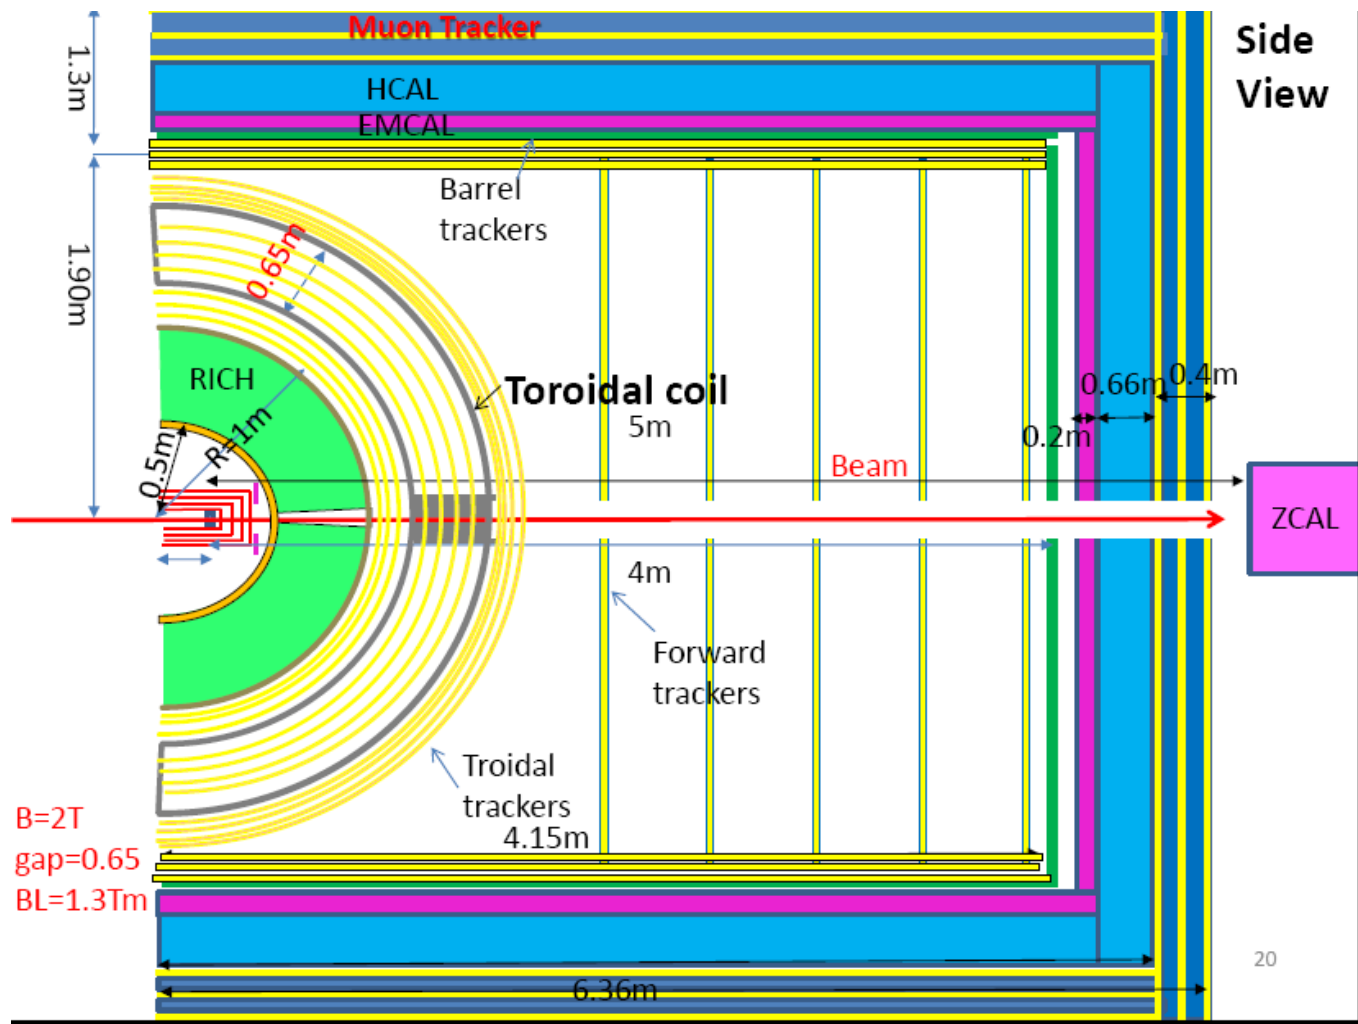 Muon Tracker
Side
View
1.3m
HCAL
EMCAL
Barrel
trackers
1.90m
0.65m
RICH
Toroidal coil
5m
0.66m
0.4m
0.2m
R=1m
0.5m
Beam
ZCAL
4m
Forward
trackers
Troidal
trackers
4.15m
B=2T
gap=0.65
BL=1.3Tm
6.36m
20